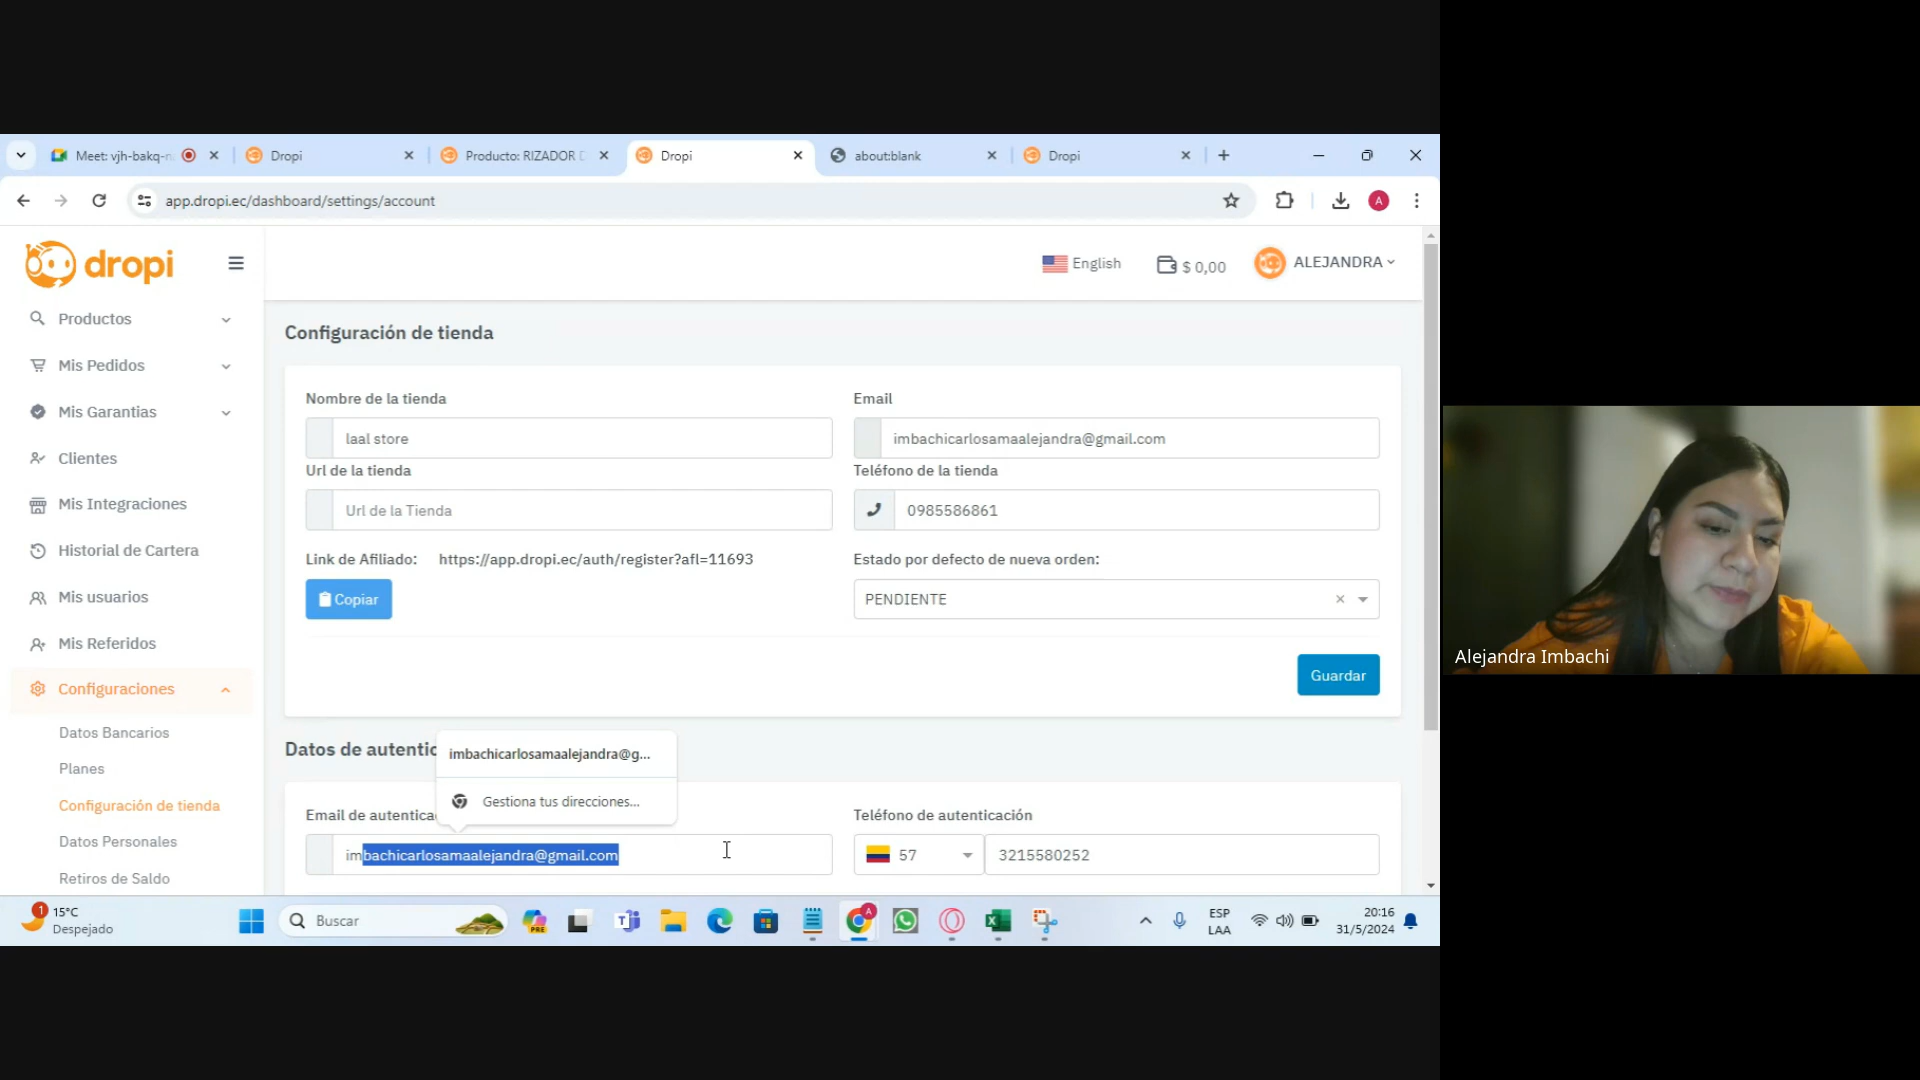 Meet: vjh-bakq-n
Dropi
Producto: RIZADOR D
Dropi
about:blank
Dropi
app.dropi.ec/dashboard/settings/account
A
dropi
English
$ 0,00
ALEJANDRA
Productos
Mis Pedidos
Mis Garantias
Clientes
Mis Integraciones
Historial de Cartera
Mis usuarios
Mis Referidos
Configuraciones
Datos Bancarios
Planes
Configuración de tienda
Datos Personales
Retiros de Saldo
Configuración de tienda
Nombre de la tienda
laal store
Email
imbachicarlosamaalejandra@gmail.com
Url de la tienda
Url de la Tienda
Teléfono de la tienda
0985586861
Link de Afiliado: https://app.dropi.ec/auth/register?afl=11693
Copiar
Estado por defecto de nueva orden:
PENDIENTE
Guardar
Datos de autentic
imbachicarlosamaalejandra@g...
Gestiona tus direcciones...
Email de autentica
imbachicarlosamaalejandra@gmail.com
Teléfono de autenticación
57
3215580252
Alejandra Imbachi
1
15°C
Despejado
Buscar
PRE
A
ESP
LAA
20:16
31/5/2024